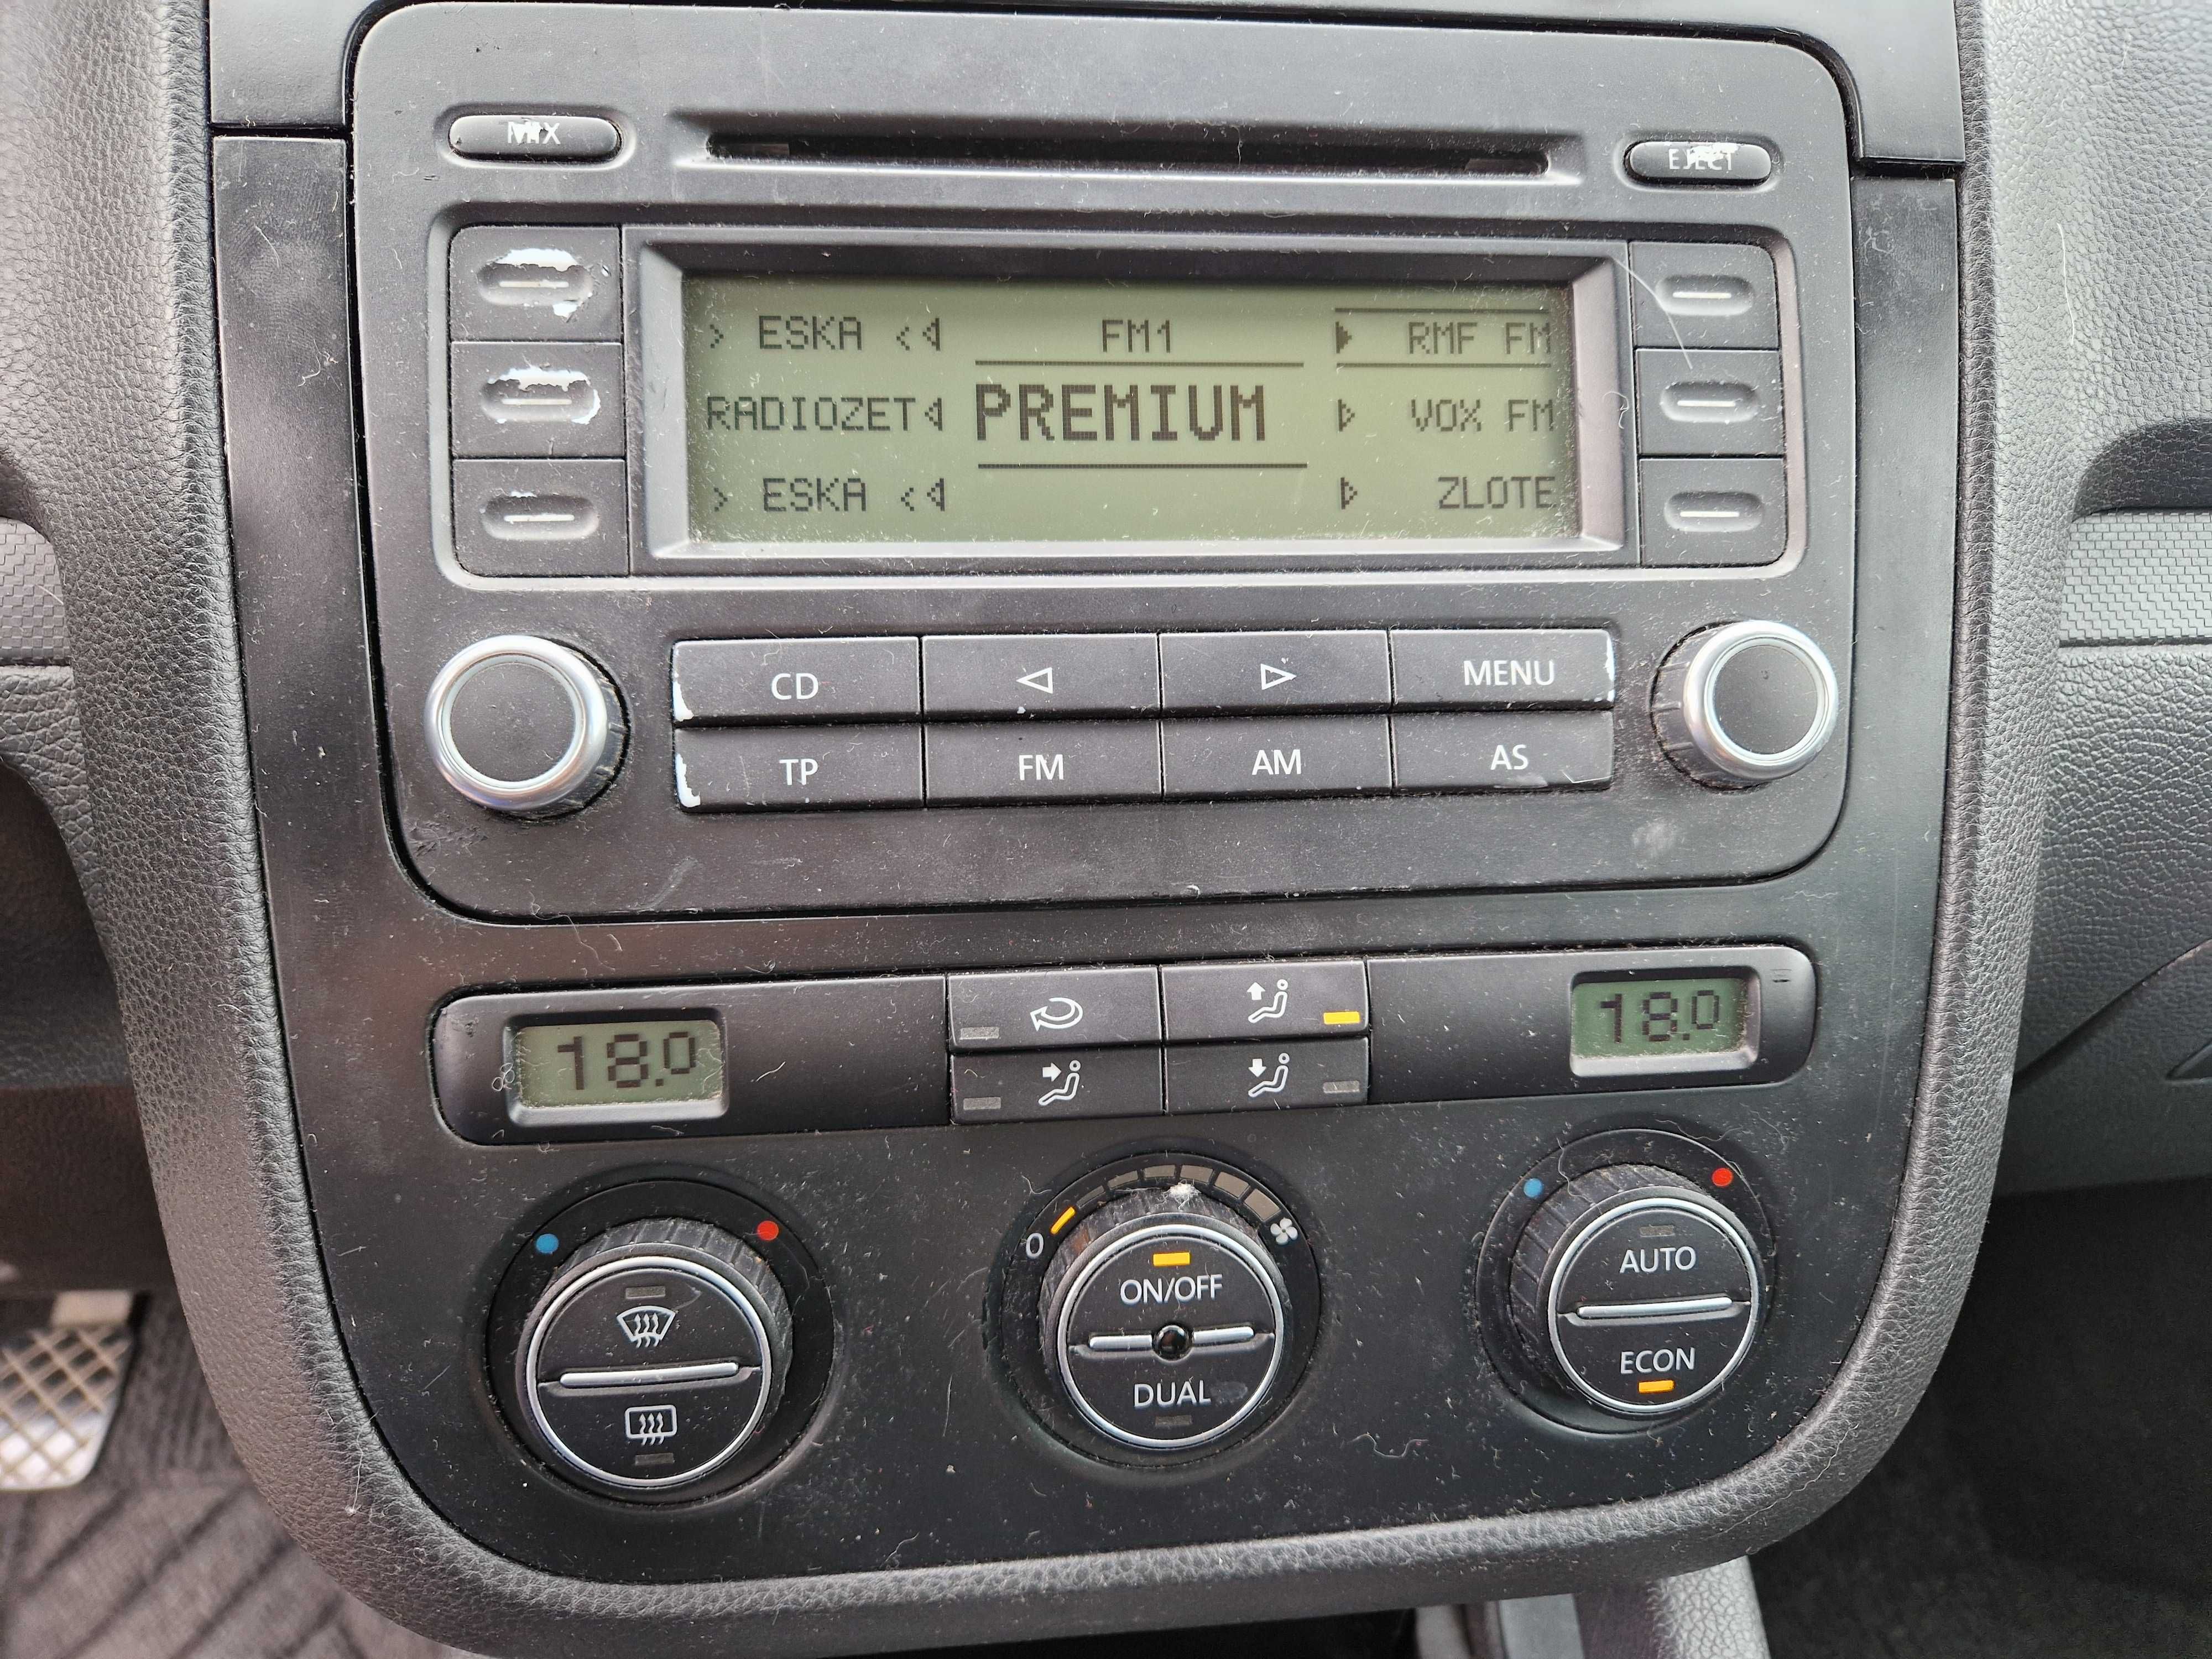 MIX
EJECT
> ESKA < FM1 RMF FM
RADIOZET PREMIUM VOX FM
> ESKA < ZLOTE
CD MENU
TP FM AM AS
18.0 18.0
0
ON/OFF
DUAL
AUTO
ECON